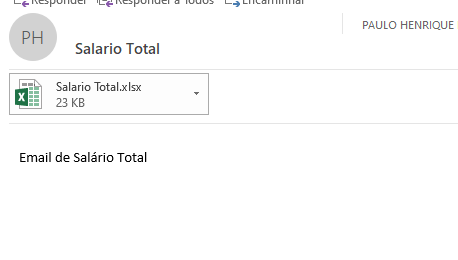 Responder Responder a Todos Encaminhar
PH
PAULO HENRIQUE
Salario Total
Salario Total.xlsx
23 KB
Email de Salário Total